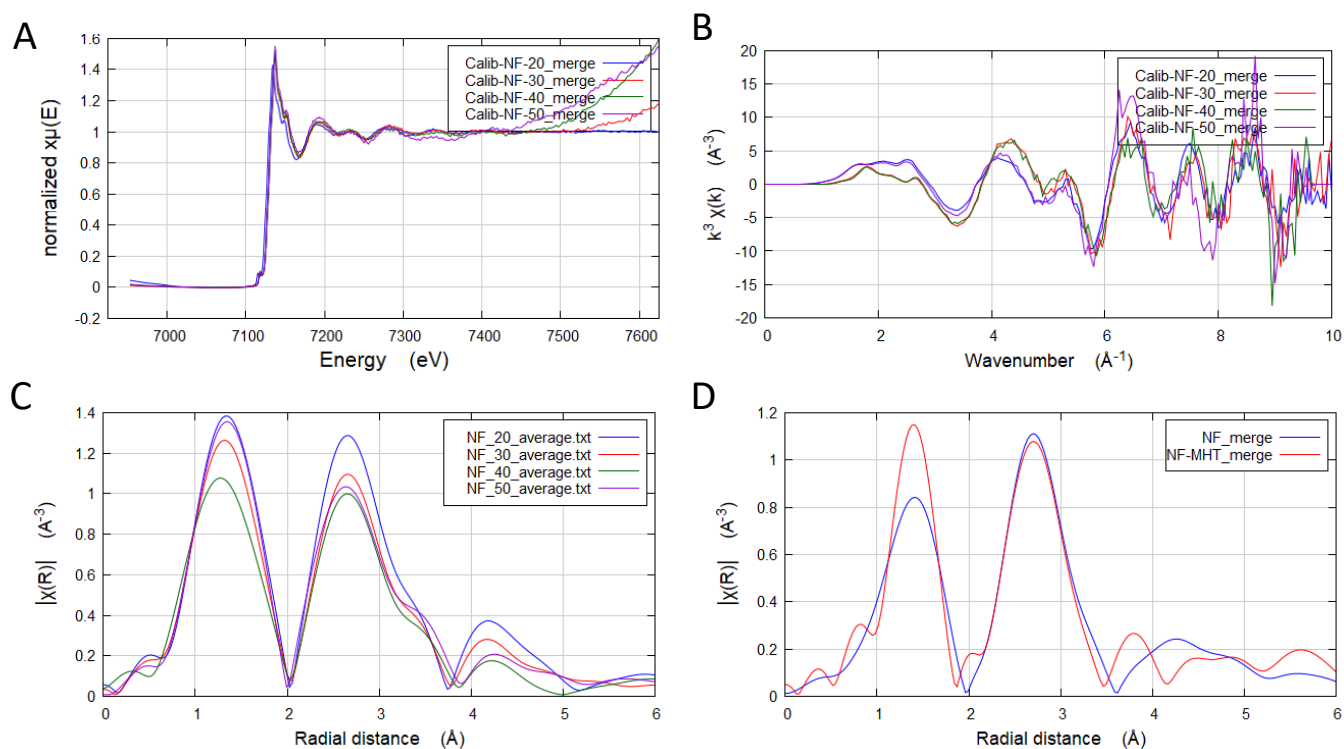 A
normalized xμ(E)
1.6
1.4
1.2
1
0.8
0.6
0.4
0.2
0
-0.2
Calib-NF-20_merge
Calib-NF-30_merge
Calib-NF-40_merge
Calib-NF-50_merge
7000
7100
7200
7300
7400
7500
7600
Energy (eV)
B
k³ χ(k) (Å⁻³)
20
15
10
5
0
-5
-10
-15
-20
Calib-NF-20_merge
Calib-NF-30_merge
Calib-NF-40_merge
Calib-NF-50_merge
0
2
4
6
8
10
Wavenumber (Å⁻¹)
C
|χ(R)| (Å⁻³)
1.4
1.2
1
0.8
0.6
0.4
0.2
0
NF_20_average.txt
NF_30_average.txt
NF_40_average.txt
NF_50_average.txt
0
1
2
3
4
5
6
Radial distance (Å)
D
|χ(R)| (Å⁻³)
1.2
1
0.8
0.6
0.4
0.2
0
NF_merge
NF-MHT_merge
0
1
2
3
4
5
6
Radial distance (Å)